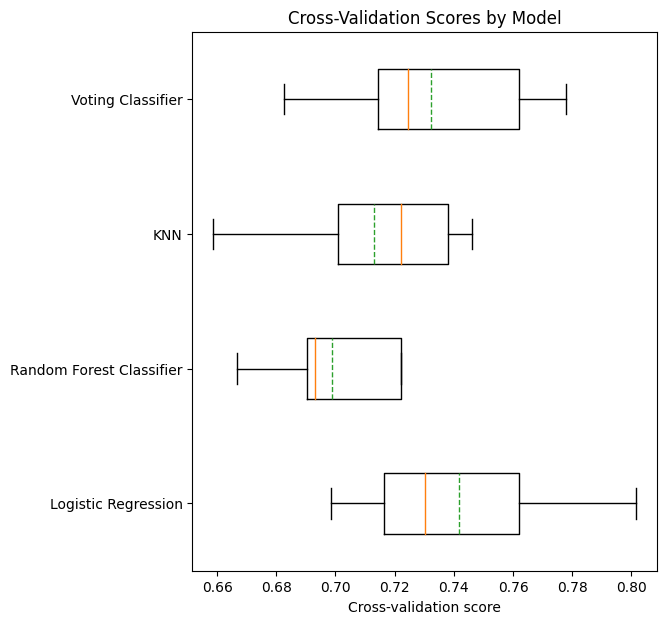 Cross-Validation Scores by Model
Voting Classifier
KNN
Random Forest Classifier
Logistic Regression
0.66 0.68 0.70 0.72 0.74 0.76 0.78 0.80
Cross-validation score